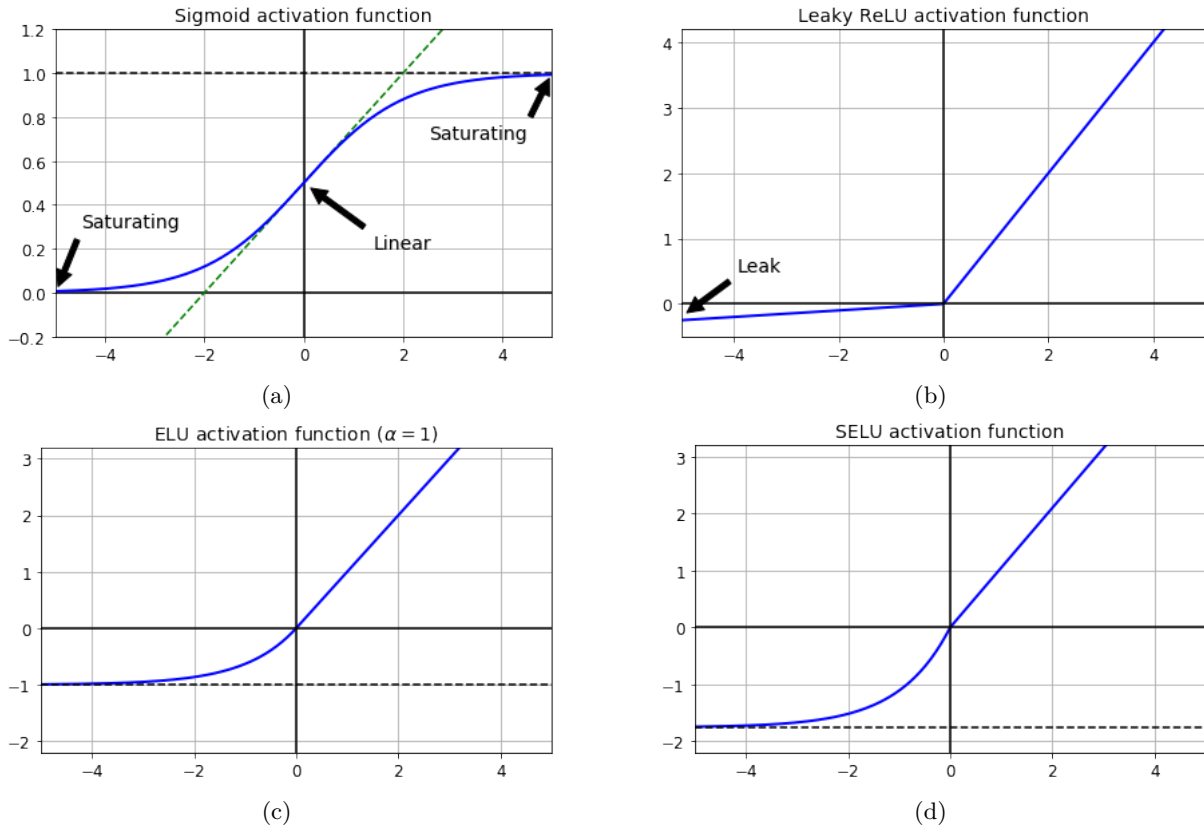 Sigmoid activation function
1.2
1.0
0.8
0.6
0.4
0.2
0.0
−0.2
Saturating
Saturating
Linear
−4 −2 0 2 4
(a)
Leaky ReLU activation function
4
3
2
1
0
Leak
−4 −2 0 2 4
(b)
ELU activation function (α = 1)
3
2
1
0
−1
−2
−4 −2 0 2 4
(c)
SELU activation function
3
2
1
0
−1
−2
−4 −2 0 2 4
(d)